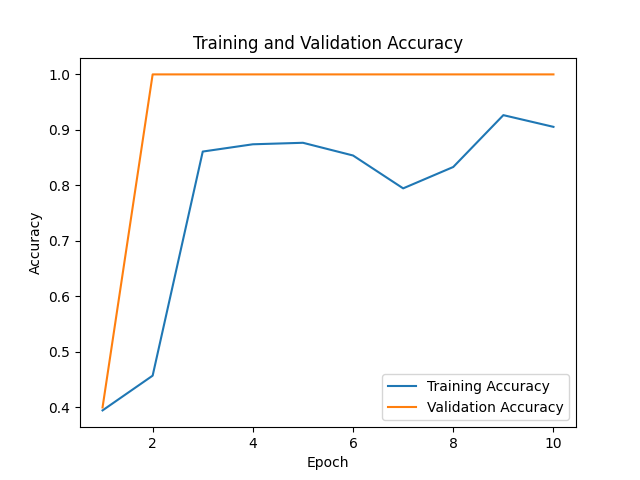 Training and Validation Accuracy
1.0
0.9
0.8
0.7
0.6
0.5
0.4
Accuracy
Training Accuracy
Validation Accuracy
2 4 6 8 10
Epoch